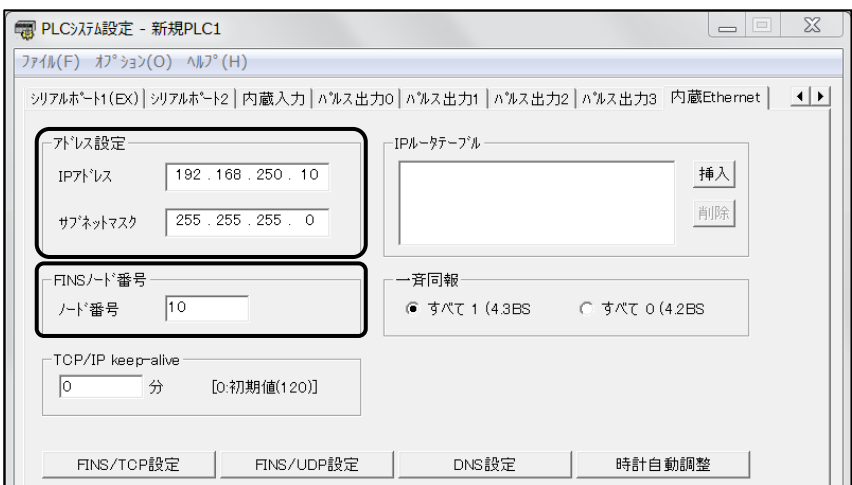 PLCｼｽﾃﾑ設定 - 新規PLC1
ﾌｧｲﾙ(F) ｵﾌﾟｼｮﾝ(O) ﾍﾙﾌﾟ(H)
ｼﾘｱﾙﾎﾟｰﾄ1(EX) ｼﾘｱﾙﾎﾟｰﾄ2 内蔵入力 ﾊﾟﾙｽ出力0 ﾊﾟﾙｽ出力1 ﾊﾟﾙｽ出力2 ﾊﾟﾙｽ出力3 内蔵Ethernet
ｱﾄﾞﾚｽ設定
IPｱﾄﾞﾚｽ 192 . 168 . 250 . 10
ｻﾌﾞﾈｯﾄﾏｽｸ 255 . 255 . 255 . 0
IPﾙｰﾀﾃｰﾌﾞﾙ
挿入
削除
FINSﾉｰﾄﾞ番号
ﾉｰﾄﾞ番号 10
一斉同報
すべて 1 (4.3BS すべて 0 (4.2BS
TCP/IP keep-alive
0 分 [0:初期値(120)]
FINS/TCP設定 FINS/UDP設定 DNS設定 時計自動調整